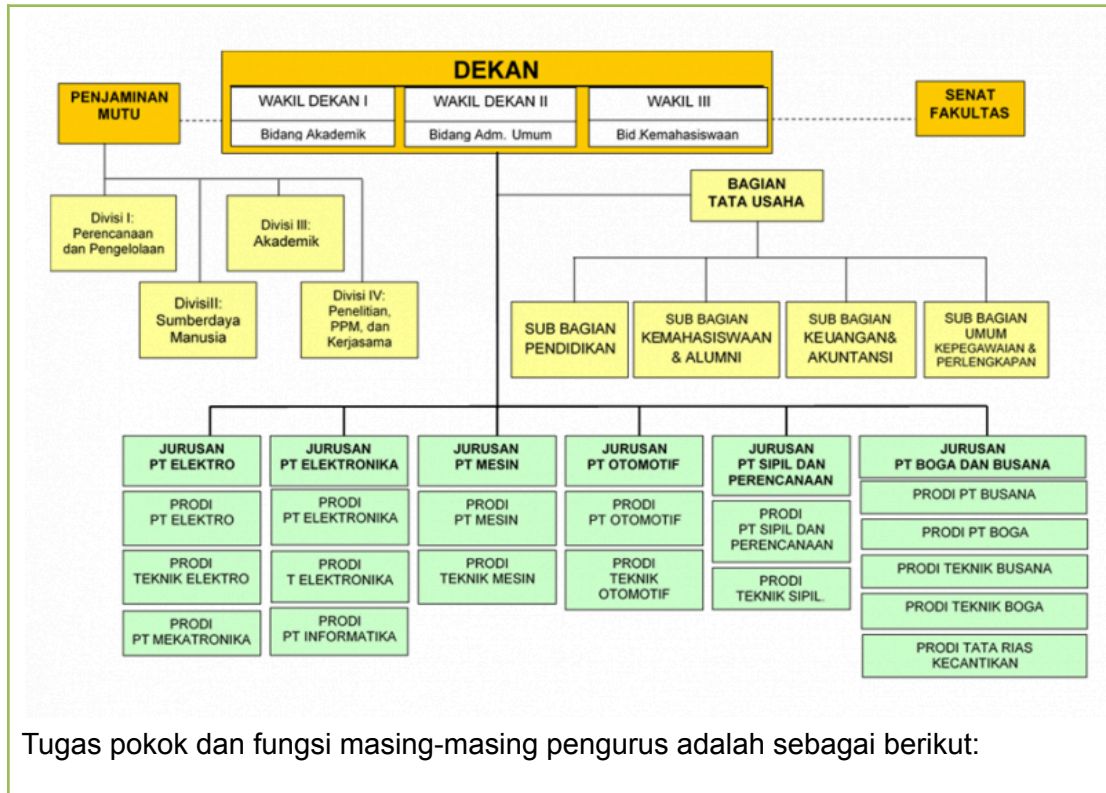 DEKAN
PENJAMINAN
MUTU
WAKIL DEKAN I
Bidang Akademik
WAKIL DEKAN II
Bidang Adm. Umum
WAKIL III
Bid.Kemahasiswaan
SENAT
FAKULTAS
BAGIAN
TATA USAHA
Divisi I:
Perencanaan
dan Pengelolaan
DivisiII:
Sumberdaya
Manusia
Divisi III:
Akademik
Divisi IV:
Penelitian,
PPM, dan
Kerjasama
SUB BAGIAN
PENDIDIKAN
SUB BAGIAN
KEMAHASISWAAN
& ALUMNI
SUB BAGIAN
KEUANGAN&
AKUNTANSI
SUB BAGIAN
UMUM
KEPEGAWAIAN &
PERLENGKAPAN
JURUSAN
PT ELEKTRO
PRODI
PT ELEKTRO
PRODI
TEKNIK ELEKTRO
PRODI
PT MEKATRONIKA
JURUSAN
PT ELEKTRONIKA
PRODI
PT ELEKTRONIKA
PRODI
T ELEKTRONIKA
PRODI
PT INFORMATIKA
JURUSAN
PT MESIN
PRODI
PT MESIN
PRODI
TEKNIK MESIN
JURUSAN
PT OTOMOTIF
PRODI
PT OTOMOTIF
PRODI
TEKNIK
OTOMOTIF
JURUSAN
PT SIPIL DAN
PERENCANAAN
PRODI
PT SIPIL DAN
PERENCANAAN
PRODI
TEKNIK SIPIL.
JURUSAN
PT BOGA DAN BUSANA
PRODI PT BUSANA
PRODI PT BOGA
PRODI TEKNIK BUSANA
PRODI TEKNIK BOGA
PRODI TATA RIAS
KECANTIKAN
Tugas pokok dan fungsi masing-masing pengurus adalah sebagai berikut: